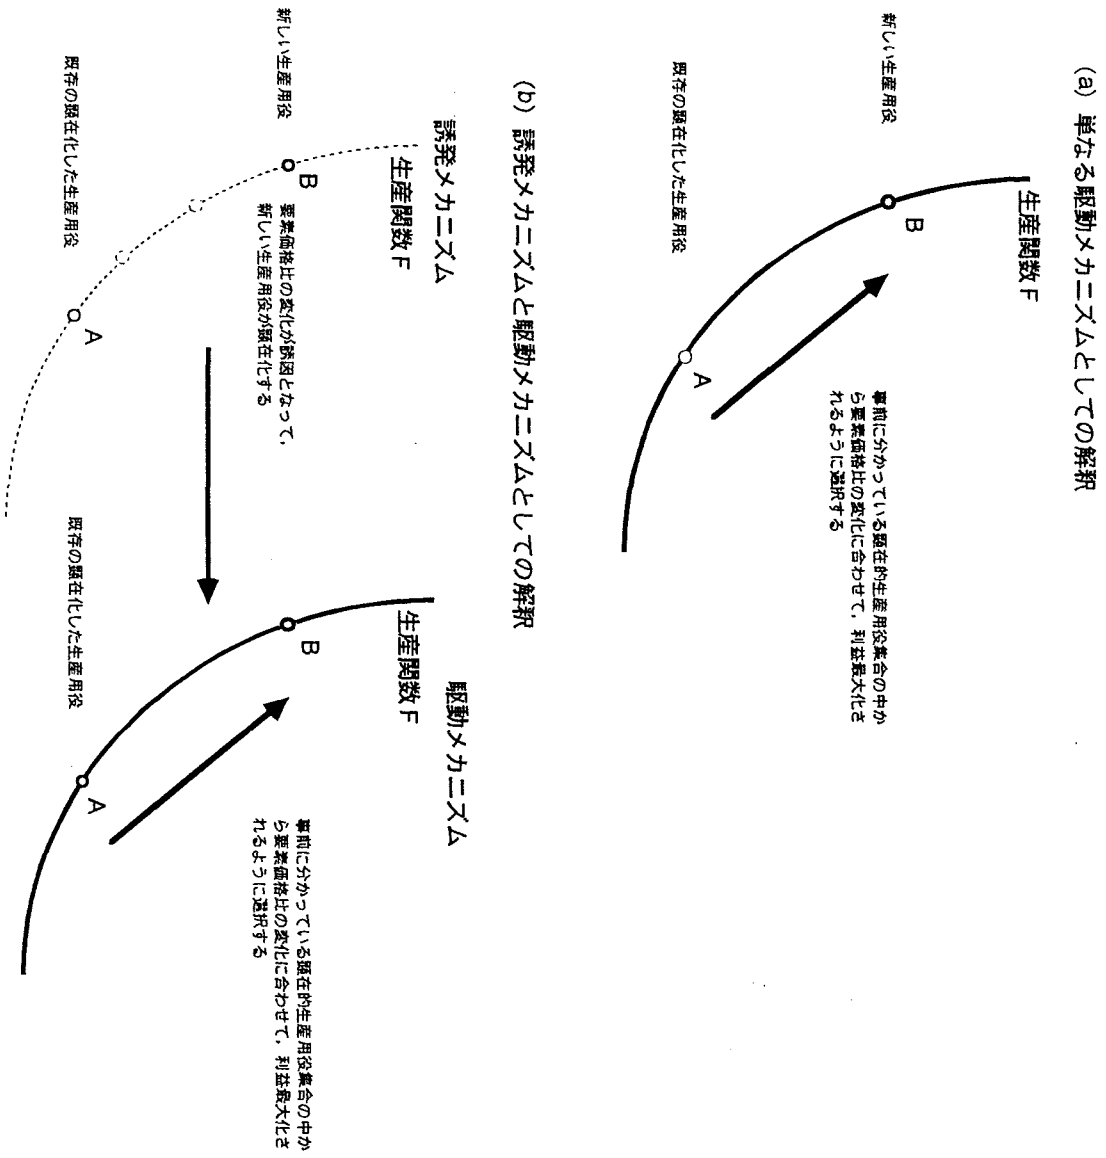 (a) 単なる駆動メカニズムとしての解釈
生産関数 F
新しい生産用役
B
事前に分かっている顕在的生産用役集合の中か
ら要素価格比の変化に合わせて，利益最大化さ
れるように選択する
既存の顕在化した生産用役
A
(b) 誘発メカニズムと駆動メカニズムとしての解釈
誘発メカニズム
生産関数 F
新しい生産用役
B
要素価格比の変化が誘因となって，
新しい生産用役が顕在化する
既存の顕在化した生産用役
A
駆動メカニズム
生産関数 F
B
事前に分かっている顕在的生産用役集合の中か
ら要素価格比の変化に合わせて，利益最大化さ
れるように選択する
既存の顕在化した生産用役
A